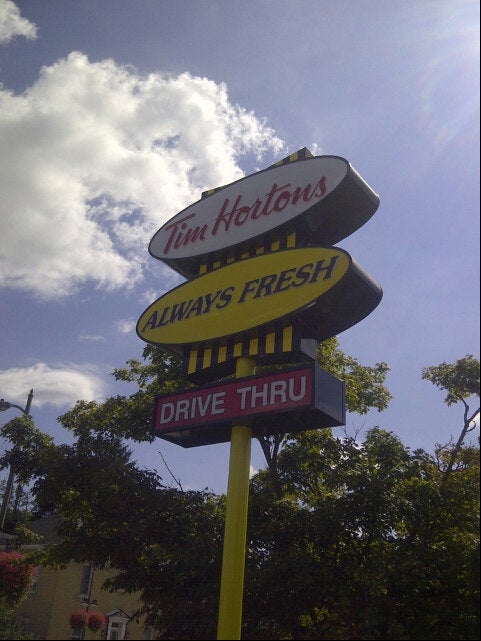 Tim Hortons
ALWAYS FRESH
DRIVE THRU